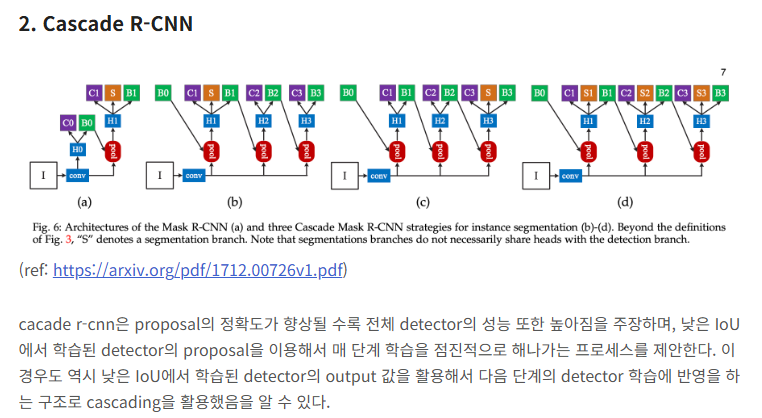 2. Cascade R-CNN
7
C1 S B1 B0 C1 S B1 C2 B2 C3 B3 B0 C1 B1 C2 B2 C3 S B3 B0 C1 S1 B1 C2 S2 B2 C3 S3 B3
C0 B0 H1 H1 H2 H3 H1 H2 H3 H1 H2 H3
H0 pool pool pool pool pool pool pool pool pool pool
I conv I conv I conv I conv
(a) (b) (c) (d)
Fig. 6: Architectures of the Mask R-CNN (a) and three Cascade Mask R-CNN strategies for instance segmentation (b)-(d). Beyond the definitions
of Fig. 3, “S” denotes a segmentation branch. Note that segmentations branches do not necessarily share heads with the detection branch.
(ref: https://arxiv.org/pdf/1712.00726v1.pdf)
cacade r-cnn은 proposal의 정확도가 향상될 수록 전체 detector의 성능 또한 높아짐을 주장하며, 낮은 IoU
에서 학습된 detector의 proposal을 이용해서 매 단계 학습을 점진적으로 해나가는 프로세스를 제안한다. 이
경우도 역시 낮은 IoU에서 학습된 detector의 output 값을 활용해서 다음 단계의 detector 학습에 반영을 하
는 구조로 cascading을 활용했음을 알 수 있다.